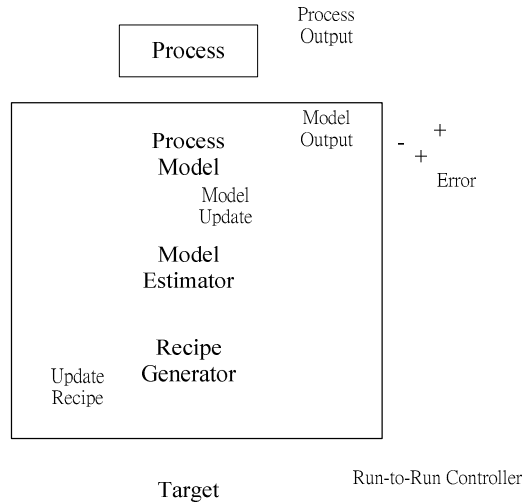 Process
Output
Process
Model
Output
Process
Model
-
+
+
Error
Model
Update
Model
Estimator
Recipe
Generator
Update
Recipe
Target
Run-to-Run Controller